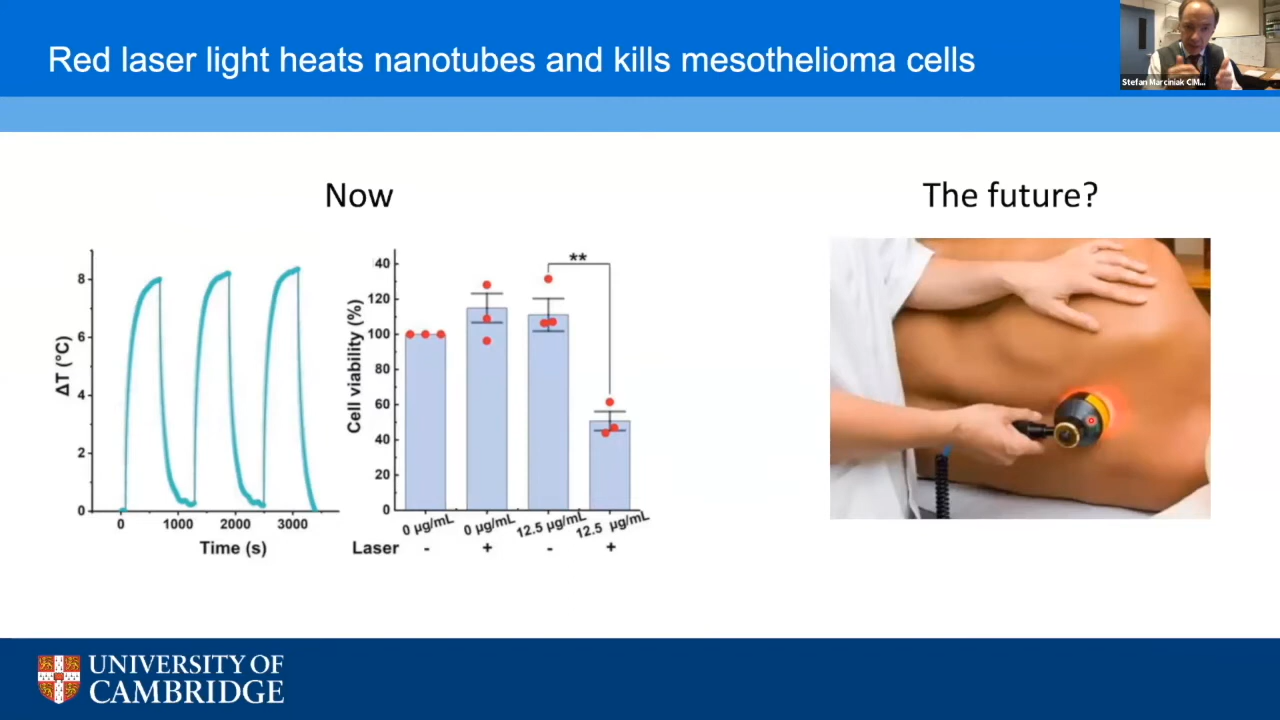 Red laser light heats nanotubes and kills mesothelioma cells
Stefan Marciniak CIM...
Now
The future?
8
6
4
2
0
ΔT (°C)
0
1000
2000
3000
Time (s)
40
120
100
80
60
40
20
0
Cell viability (%)
**
0 µg/mL
0 µg/mL
12.5 µg/mL
12.5 µg/mL
Laser
-
+
-
+
UNIVERSITY OF
CAMBRIDGE